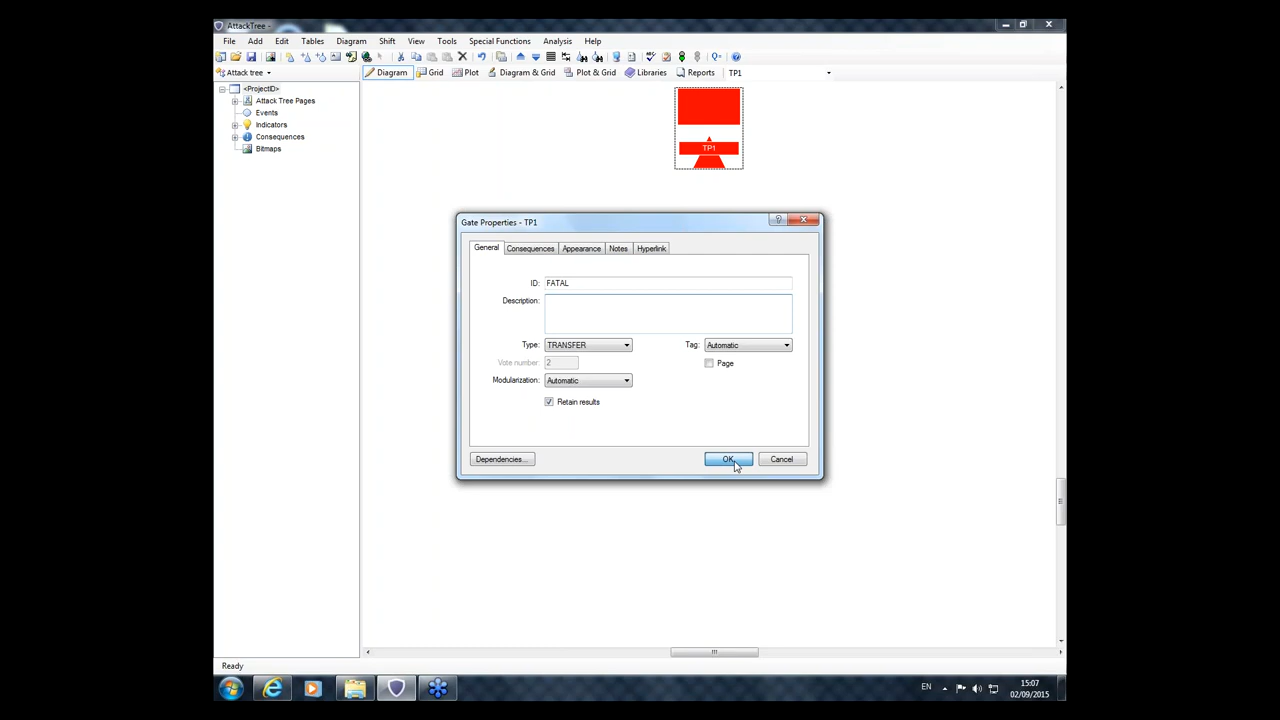 AttackTree -
File Add Edit Tables Diagram Shift View Tools Special Functions Analysis Help
Attack tree Diagram Grid Plot Diagram & Grid Plot & Grid Libraries Reports TP1
<ProjectID>
Attack Tree Pages
Events
Indicators
Consequences
Bitmaps
TP1
Gate Properties - TP1
General Consequences Appearance Notes Hyperlink
ID: FATAL
Description:
Type: TRANSFER Tag: Automatic
Vote number: 2 Page
Modularization: Automatic
Retain results
Dependencies... OK Cancel
Ready
EN 15:07
02/09/2015